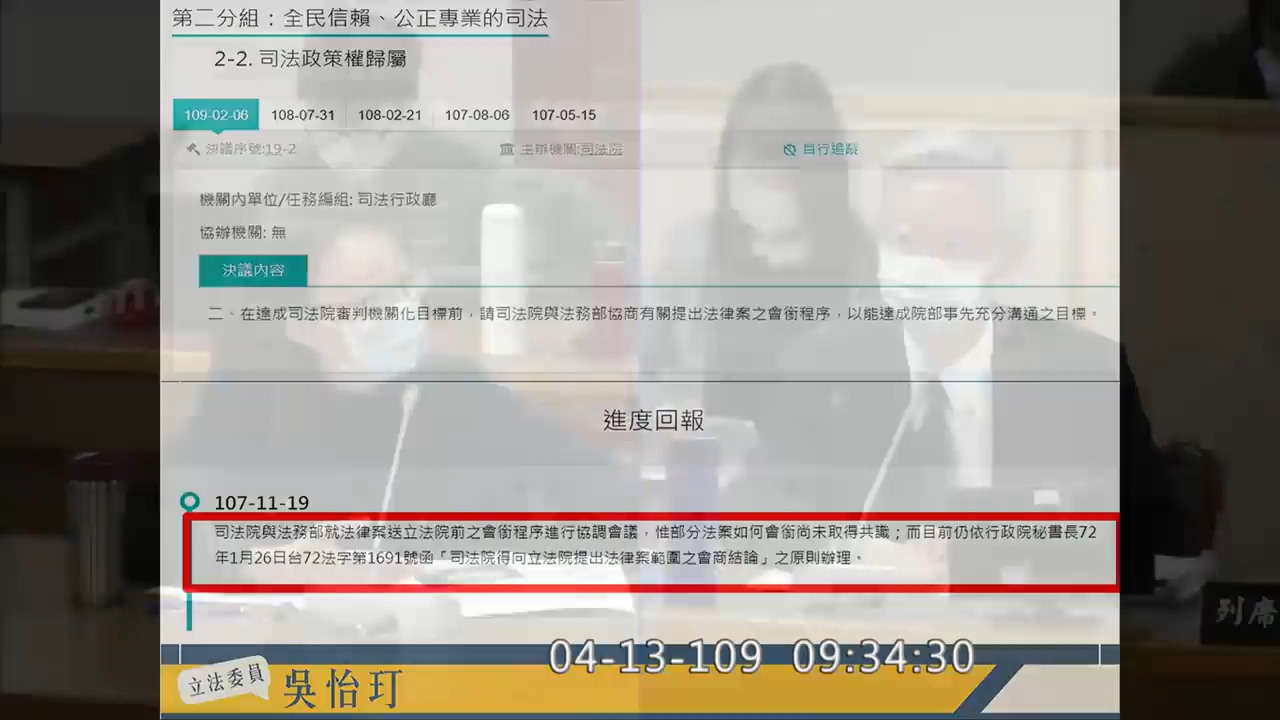 第二分組：全民信賴、公正專業的司法
2-2. 司法政策權歸屬
109-02-06 108-07-31 108-02-21 107-08-06 107-05-15
決議序號:19-2 主辦機關:司法院 自行追蹤
機關內單位/任務編組: 司法行政廳
協辦機關: 無
決議內容
二、在達成司法院審判機關化目標前，請司法院與法務部協商有關提出法律案之會銜程序，以能達成院部事先充分溝通之目標。
進度回報
107-11-19
司法院與法務部就法律案送立法院前之會銜程序進行協調會議，惟部分法案如何會銜尚未取得共識；而目前仍依行政院秘書長72
年1月26日台72法字第1691號函「司法院得向立法院提出法律案範圍之會商結論」之原則辦理。
列席
04-13-109 09:34:30
立法委員 吳怡玎